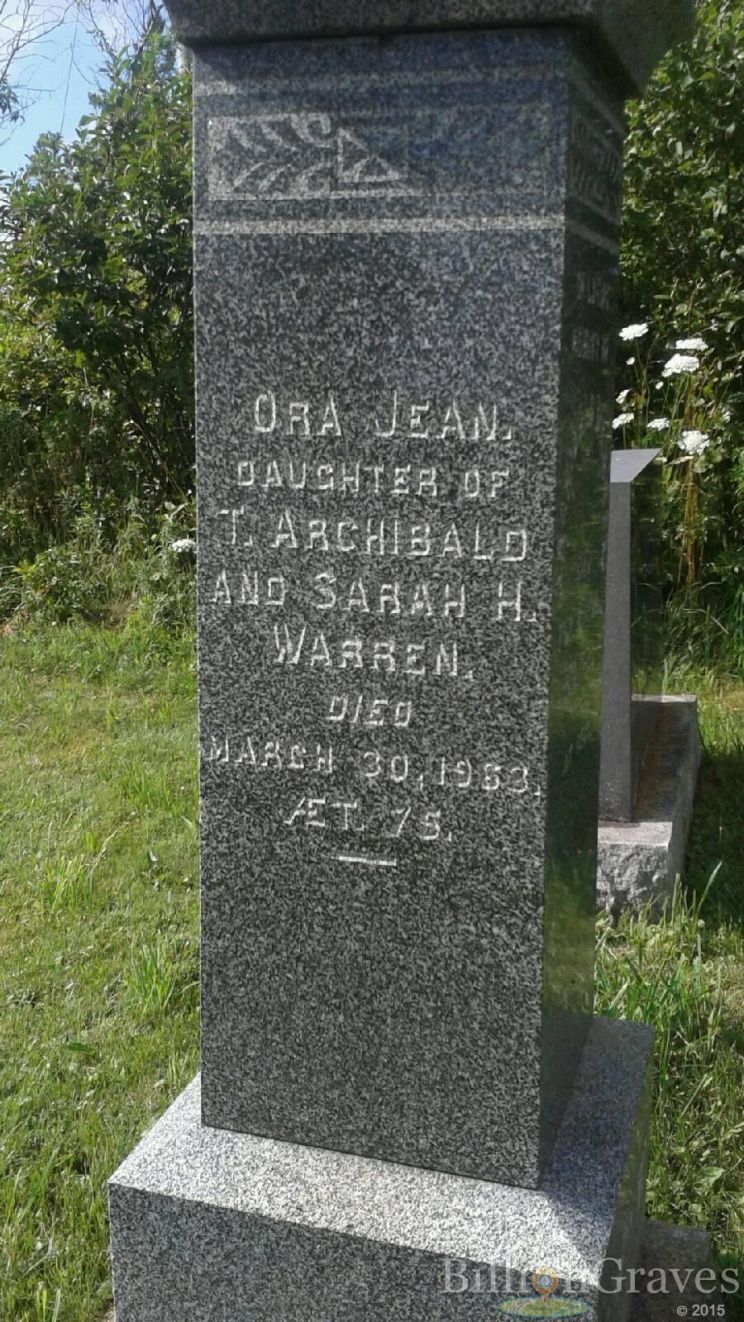 ORA JEAN.
DAUGHTER OF
T. ARCHIBALD
AND SARAH H.
WARREN.
DIED
MARCH 30, 1963.
ÆT. 75.
BillionGraves
© 2015